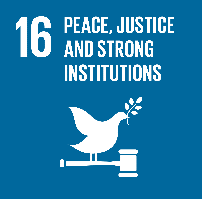 16 PEACE, JUSTICE
AND STRONG
INSTITUTIONS